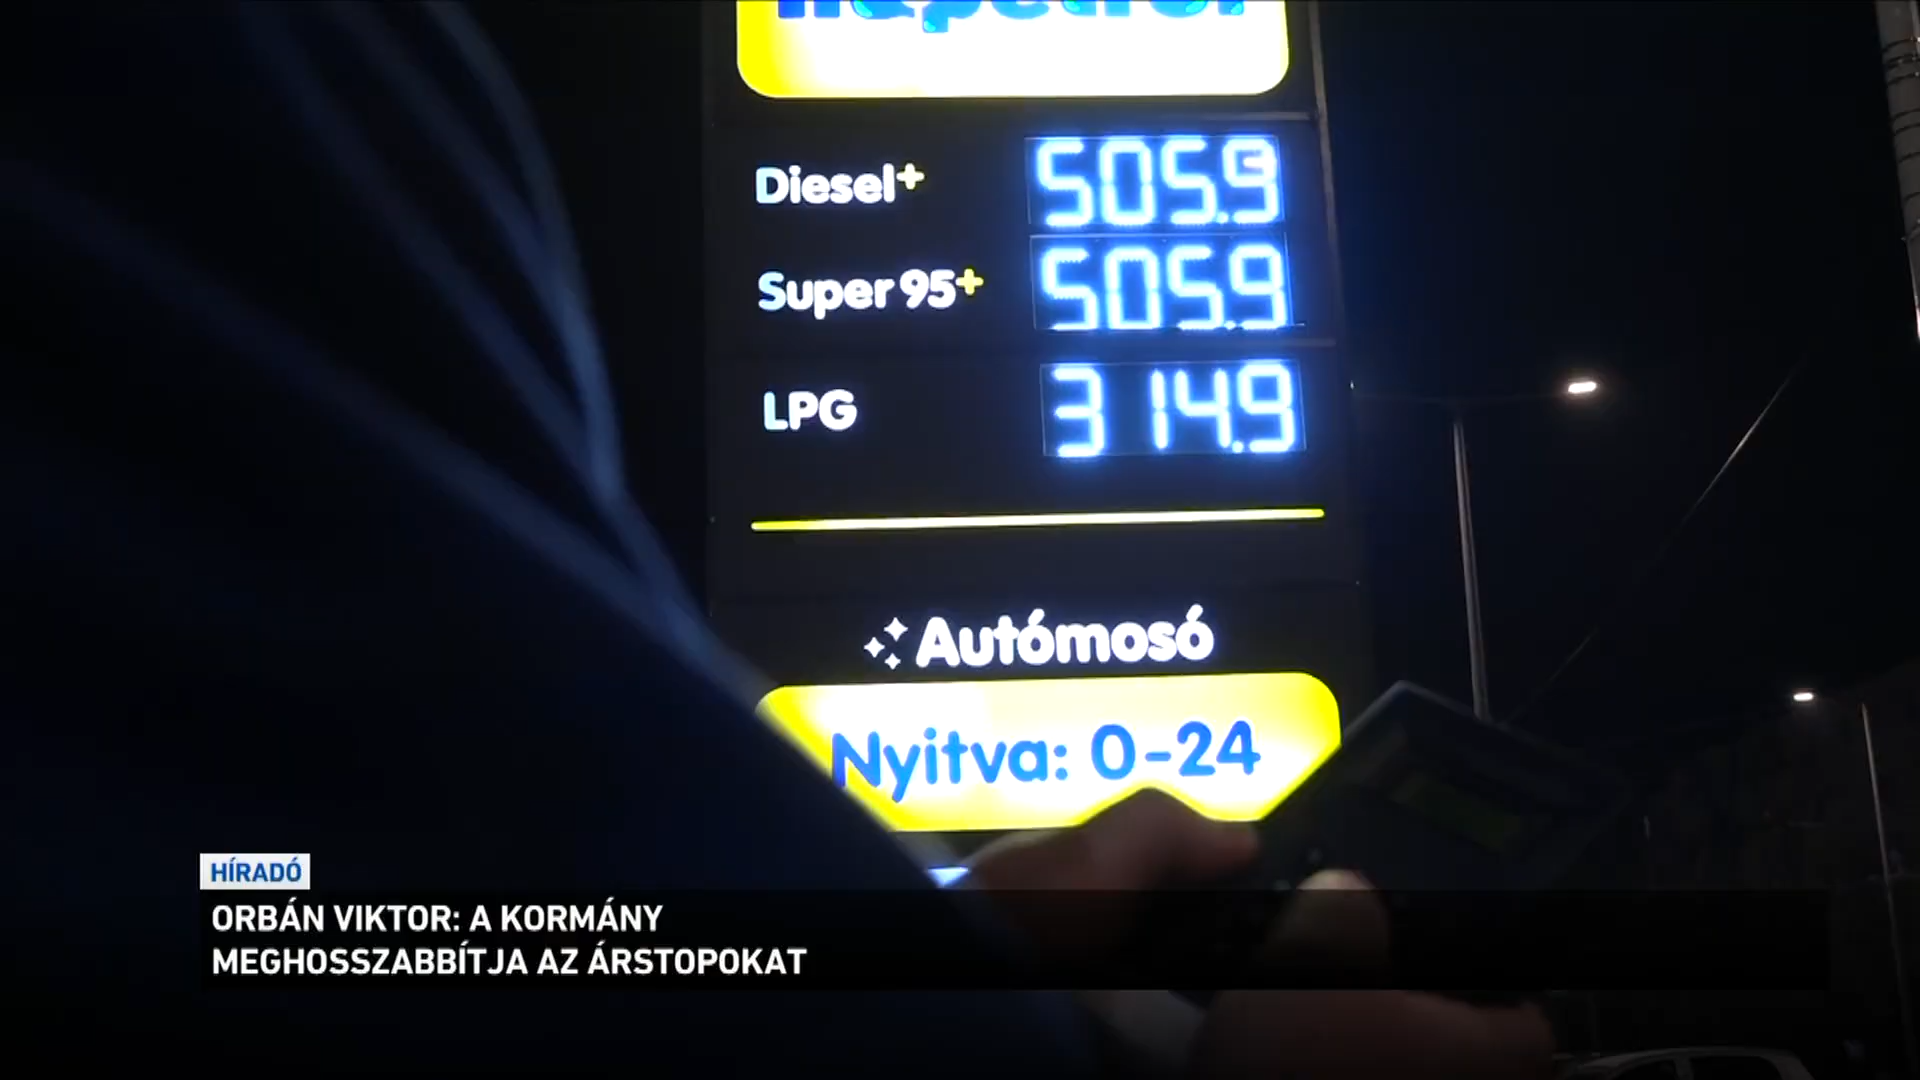 Diesel+ 505.9
Super 95+ 505.9
LPG 314.9
Autómosó
Nyitva: 0-24
HÍRADÓ
ORBÁN VIKTOR: A KORMÁNY
MEGHOSSZABBÍTJA AZ ÁRSTOPOKAT